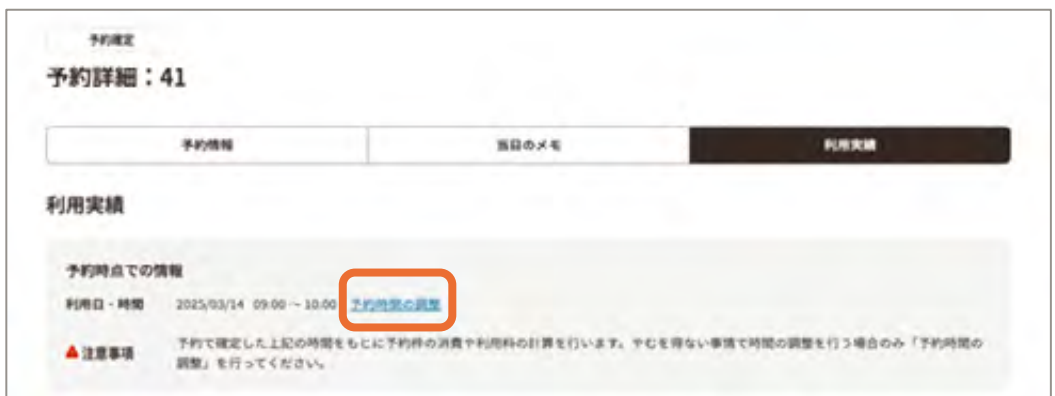 予約確定
予約詳細：41
予約情報
当日のメモ
利用実績
利用実績
予約時点での情報
利用日・時間 2025/03/14 09:00 ~ 10:00 予約時間の調整
注意事項 予約で確定した上記の時間をもとに予約枠の消費や利用料の計算を行います。やむを得ない事情で時間の調整を行う場合のみ「予約時間の
調整」を行ってください。